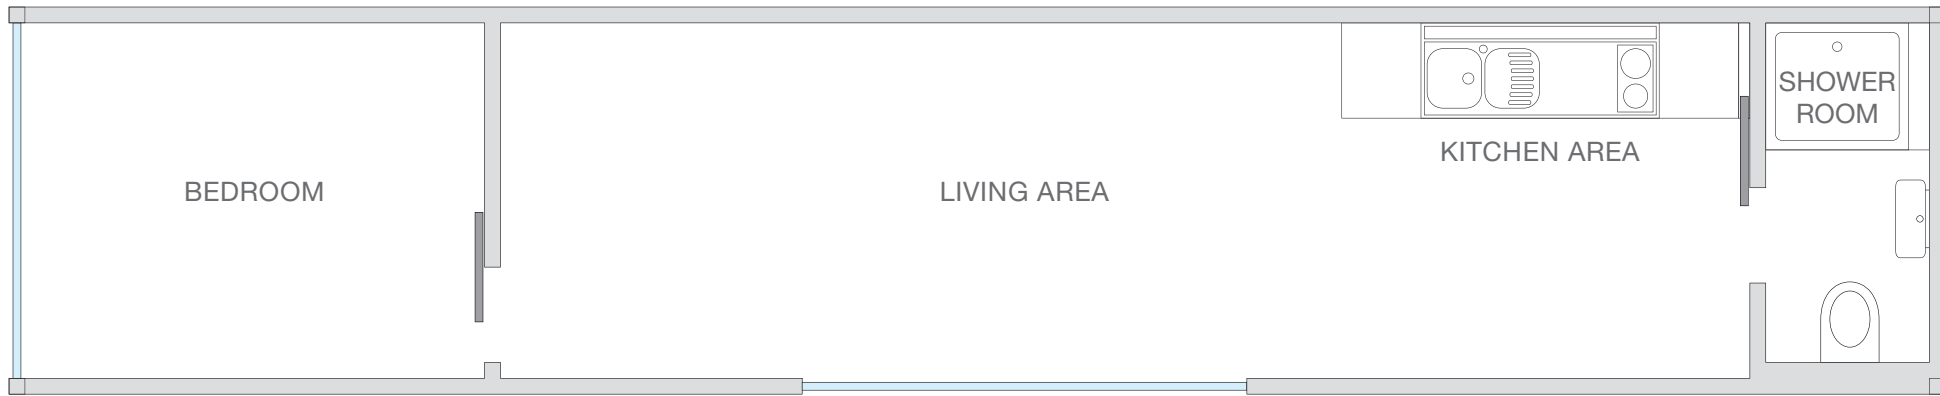 BEDROOM
LIVING AREA
KITCHEN AREA
SHOWER
ROOM